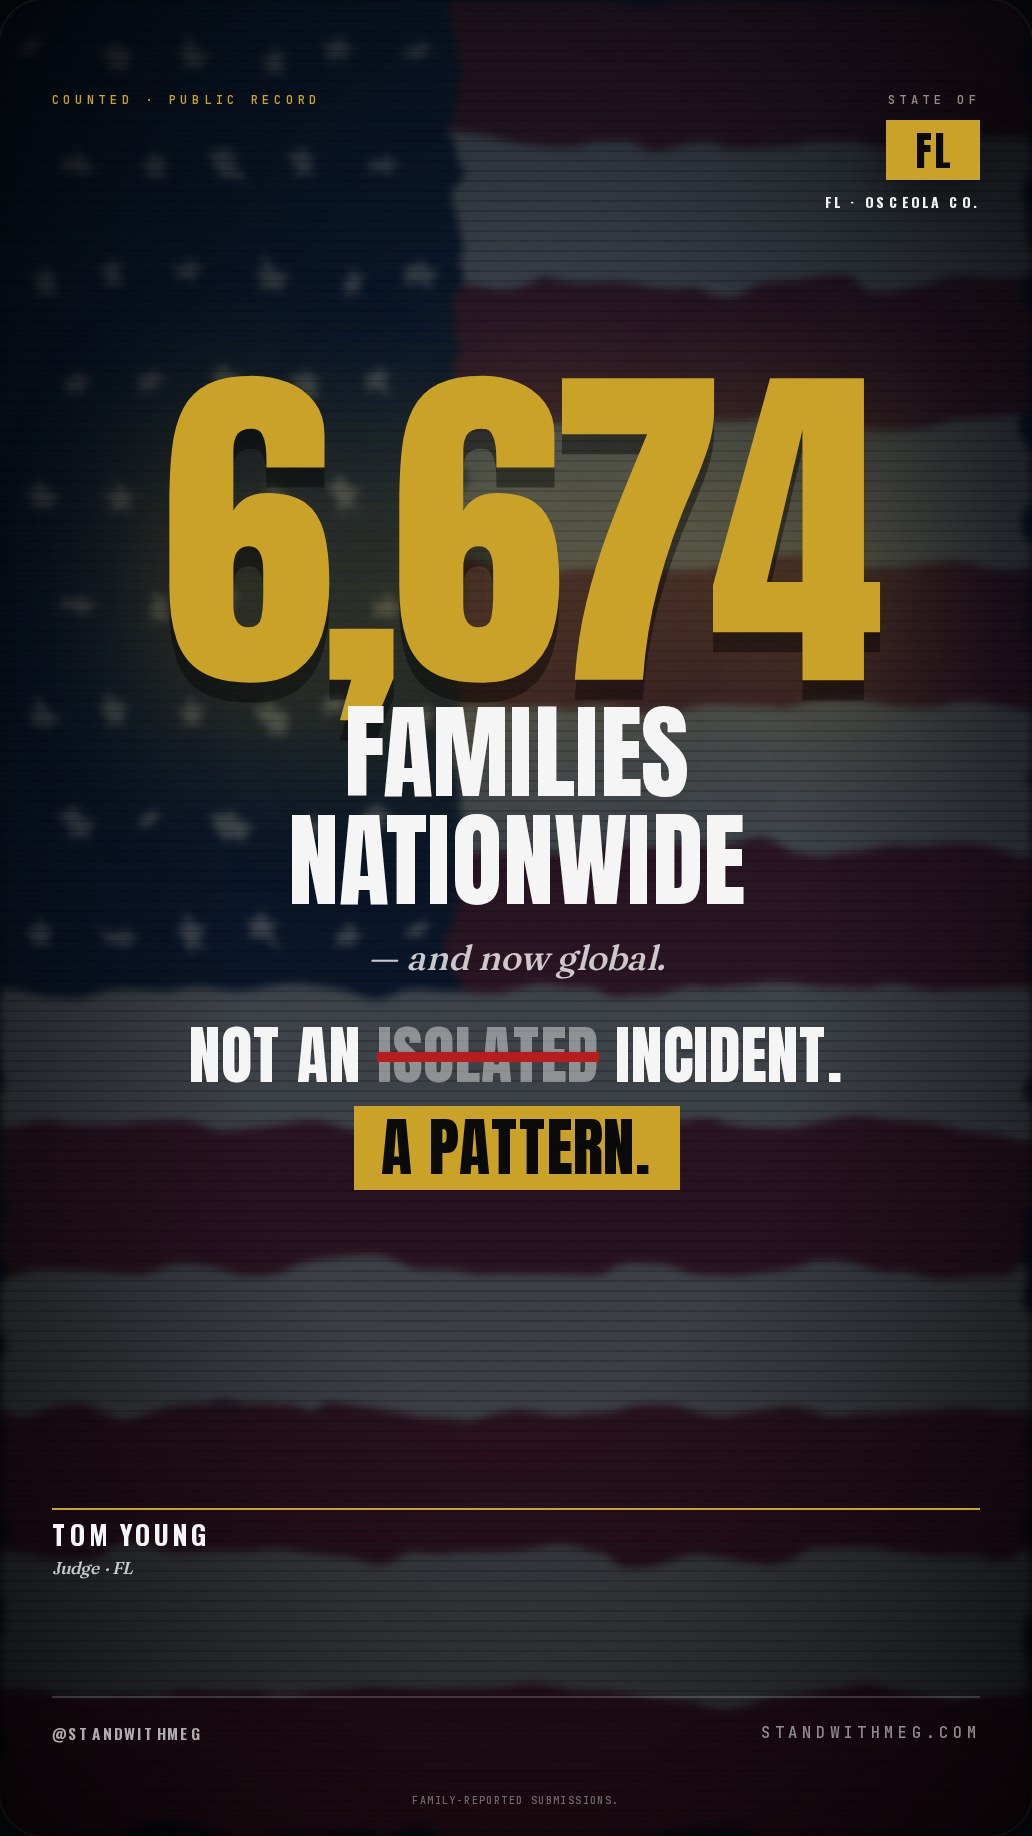 COUNTED · PUBLIC RECORD
STATE OF
FL
FL · OSCEOLA CO.
6,674
FAMILIES
NATIONWIDE
— and now global.
NOT AN ISOLATED INCIDENT.
A PATTERN.
TOM YOUNG
Judge · FL
@STANDWITHMEG
STANDWITHMEG.COM
FAMILY-REPORTED SUBMISSIONS.